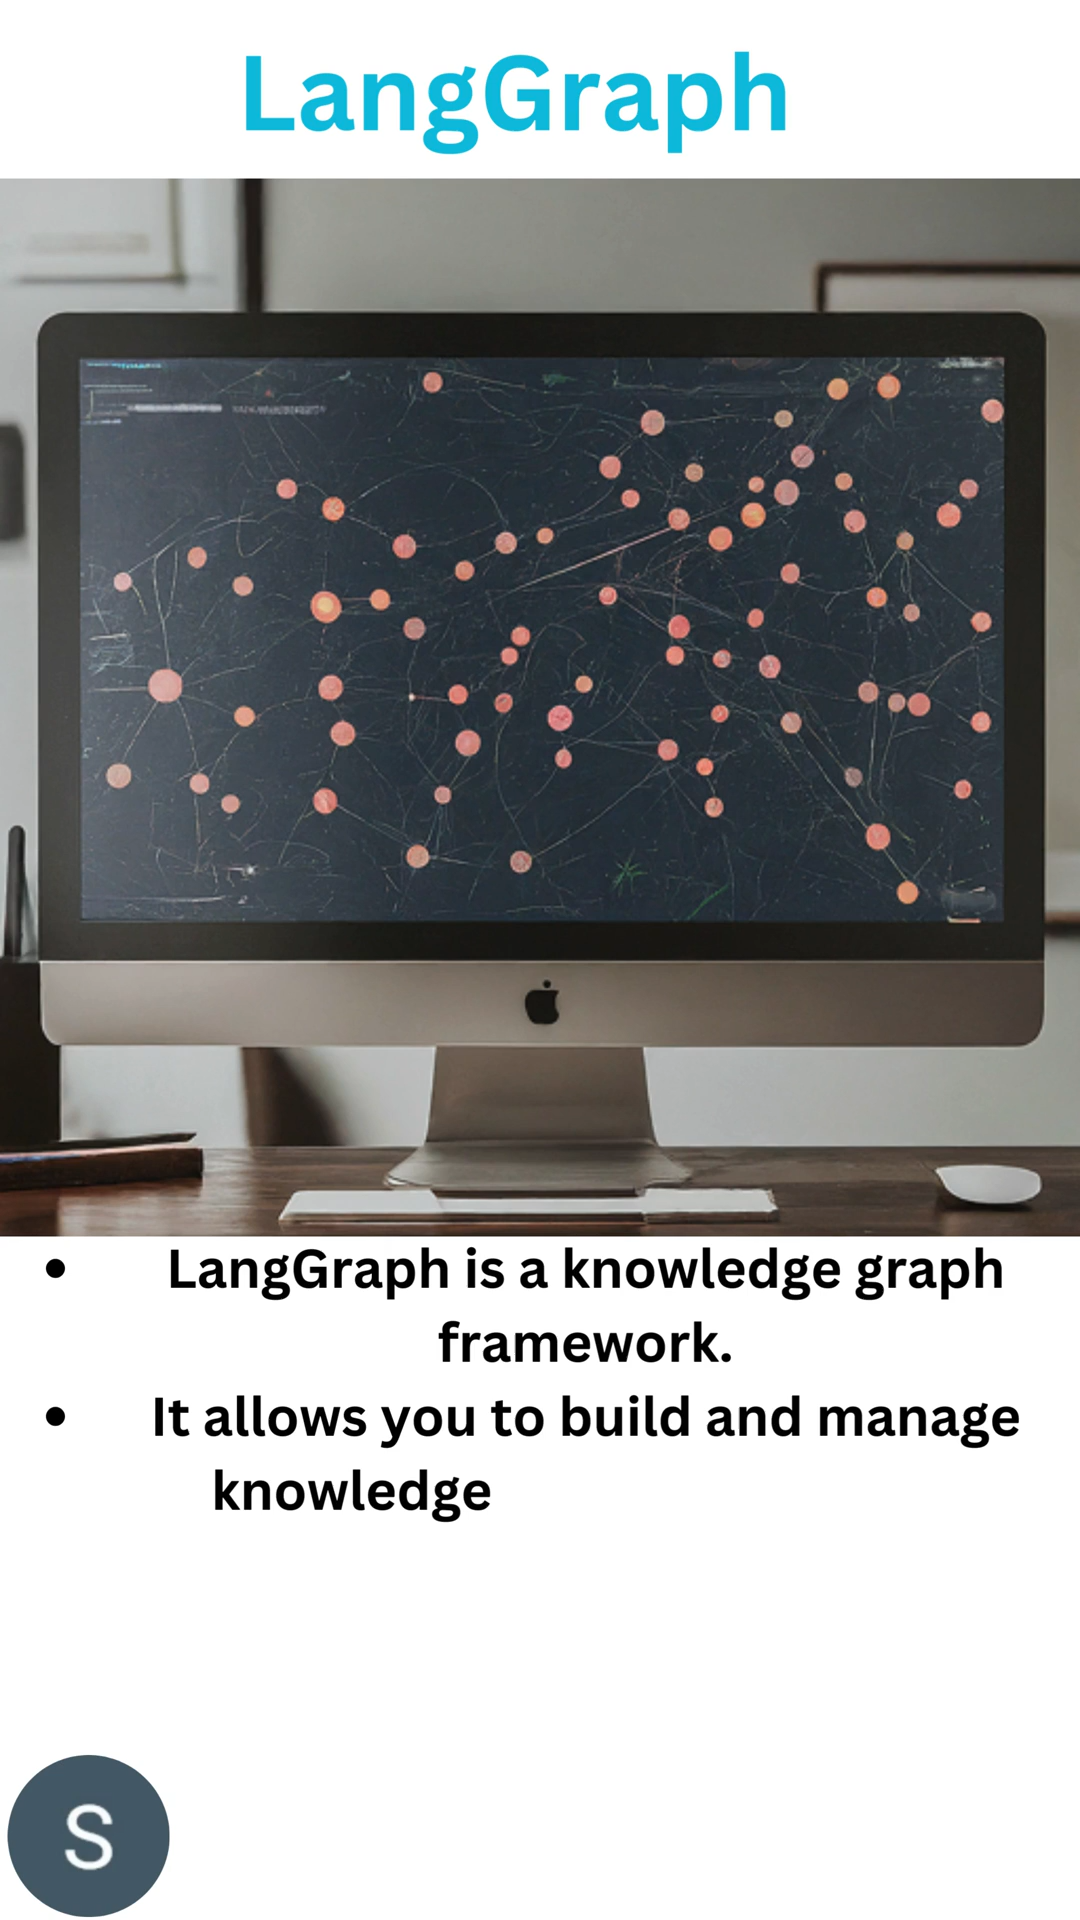 LangGraph
• LangGraph is a knowledge graph
framework.
• It allows you to build and manage
knowledge
S